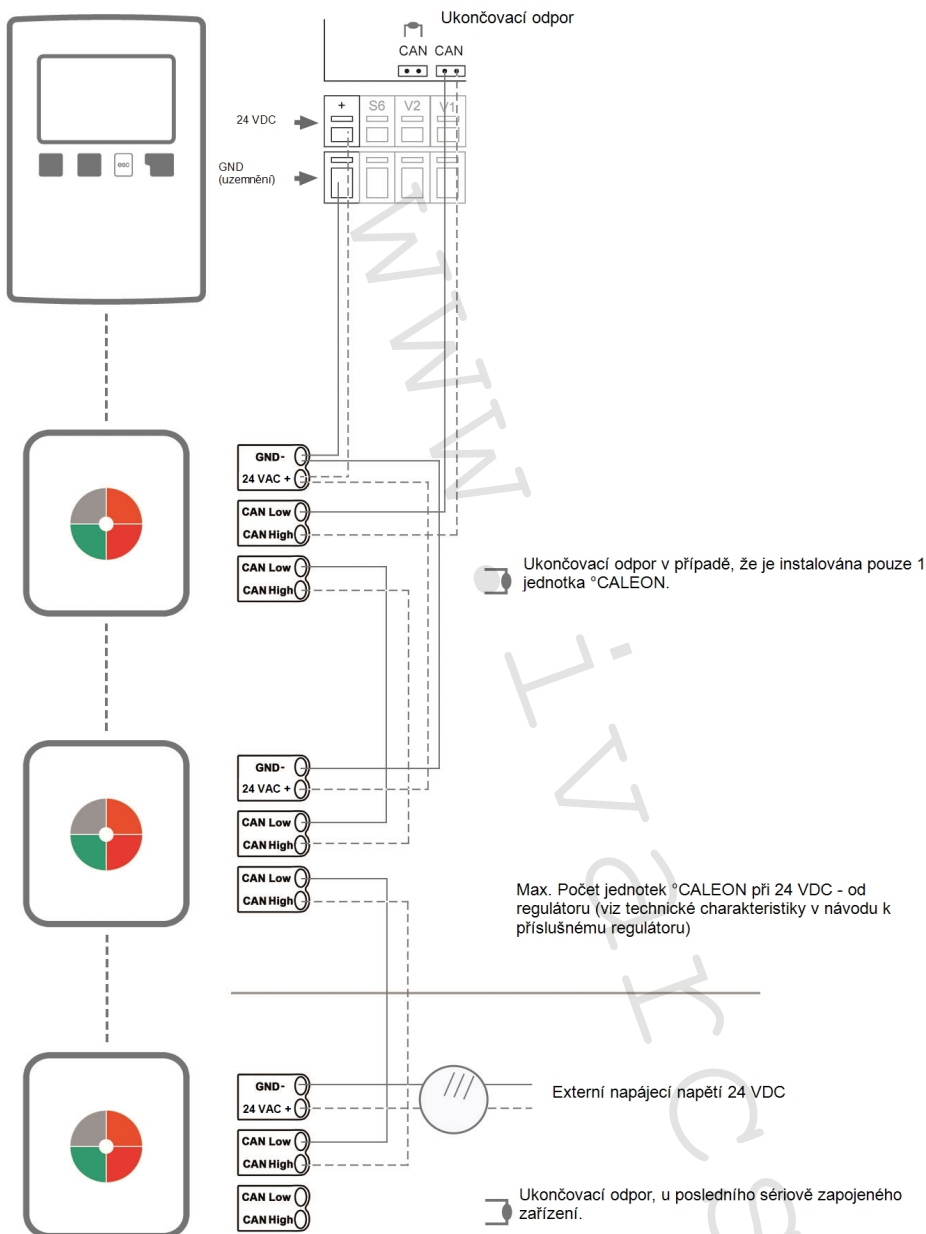 Ukončovací odpor
CAN CAN
+ S6 V2 V1
24 VDC
GND
(uzemnění)
esc
GND-
24 VAC +
CAN Low
CAN High
CAN Low
CAN High
Ukončovací odpor v případě, že je instalována pouze 1
jednotka °CALEON.
GND-
24 VAC +
CAN Low
CAN High
CAN Low
CAN High
Max. Počet jednotek °CALEON při 24 VDC - od
regulátoru (viz technické charakteristiky v návodu k
příslušnému regulátoru)
GND-
24 VAC +
Externí napájecí napětí 24 VDC
CAN Low
CAN High
CAN Low
CAN High
Ukončovací odpor, u posledního sériově zapojeného
zařízení.
www.ivarcs